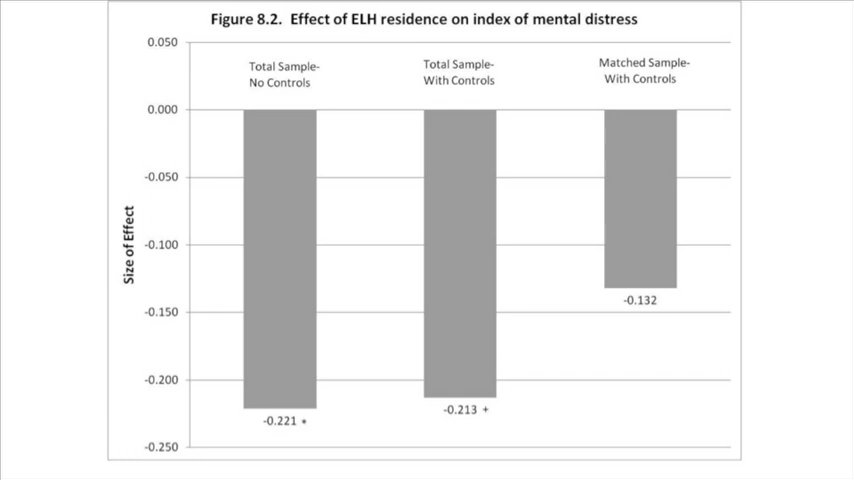 Figure 8.2.  Effect of ELH residence on index of mental distress
0.050
Total Sample-
No Controls
Total Sample-
With Controls
Matched Sample-
With Controls
0.000
-0.050
-0.100
-0.150
-0.200
-0.250
Size of Effect
-0.221 *
-0.213 +
-0.132